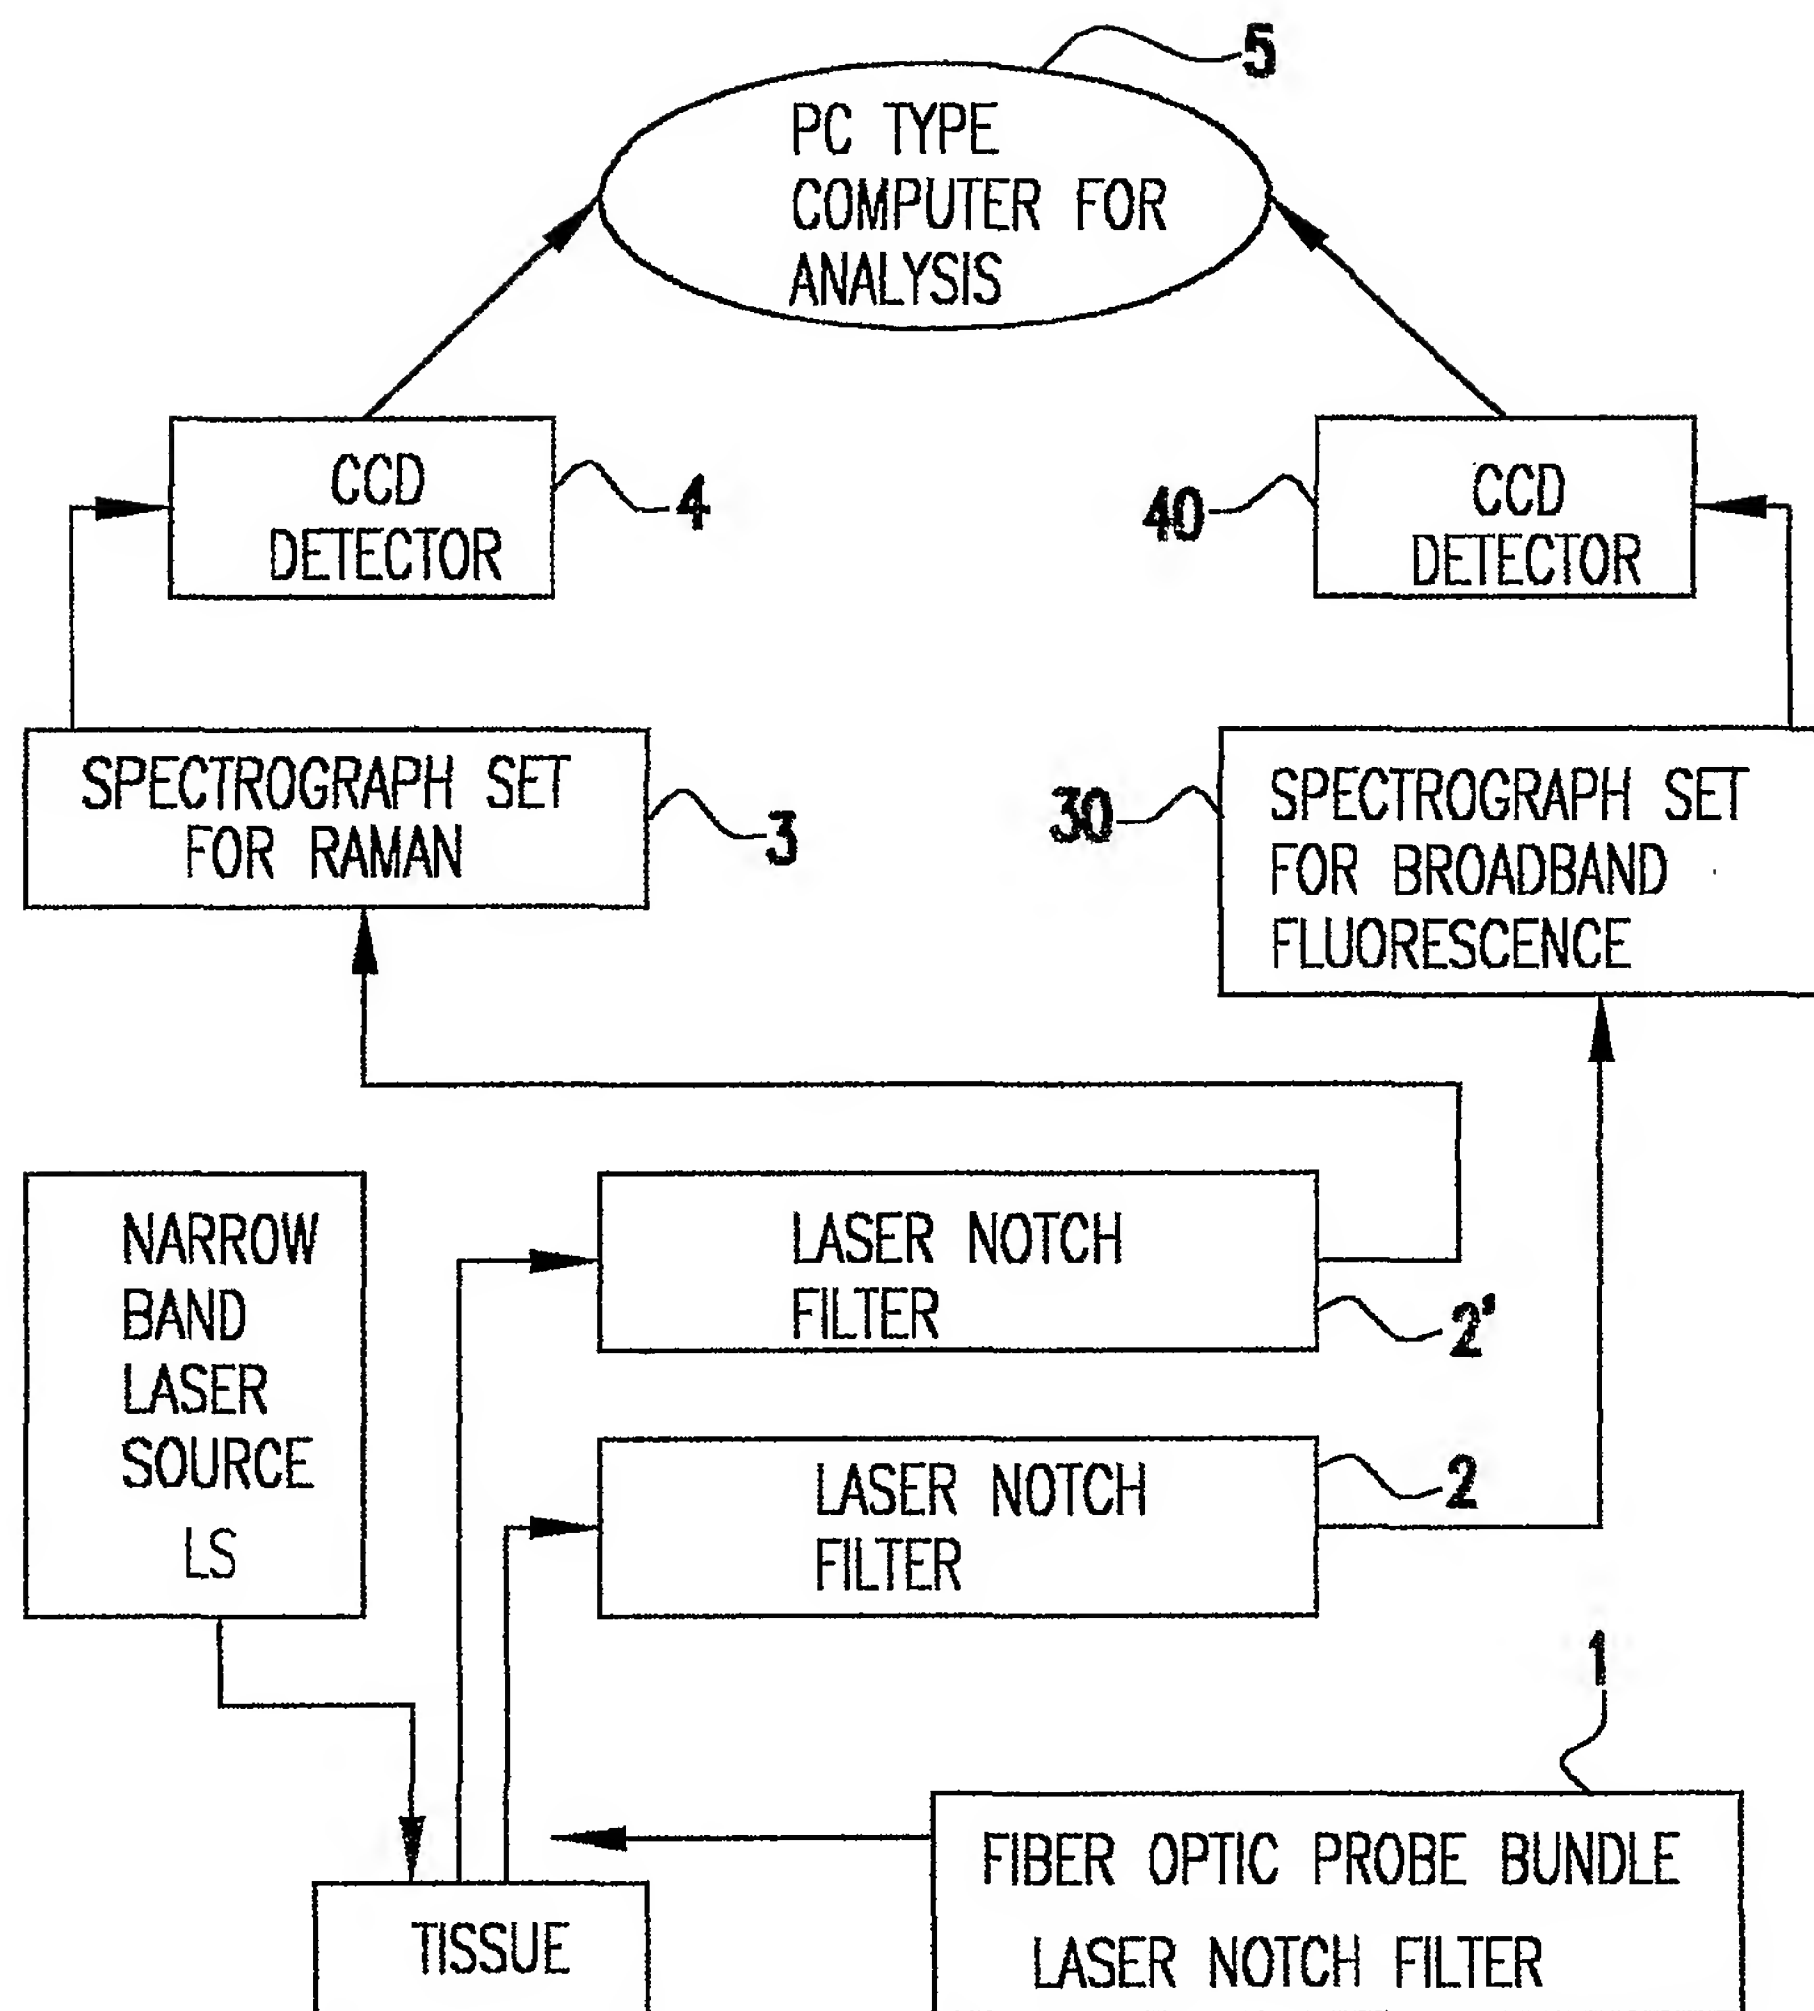 5
PC TYPE
COMPUTER FOR
ANALYSIS
CCD
DETECTOR
4
40
CCD
DETECTOR
SPECTROGRAPH SET
FOR RAMAN
3
30
SPECTROGRAPH SET
FOR BROADBAND
FLUORESCENCE
NARROW
BAND
LASER
SOURCE
LS
LASER NOTCH
FILTER
2'
LASER NOTCH
FILTER
2
1
FIBER OPTIC PROBE BUNDLE
LASER NOTCH FILTER
TISSUE